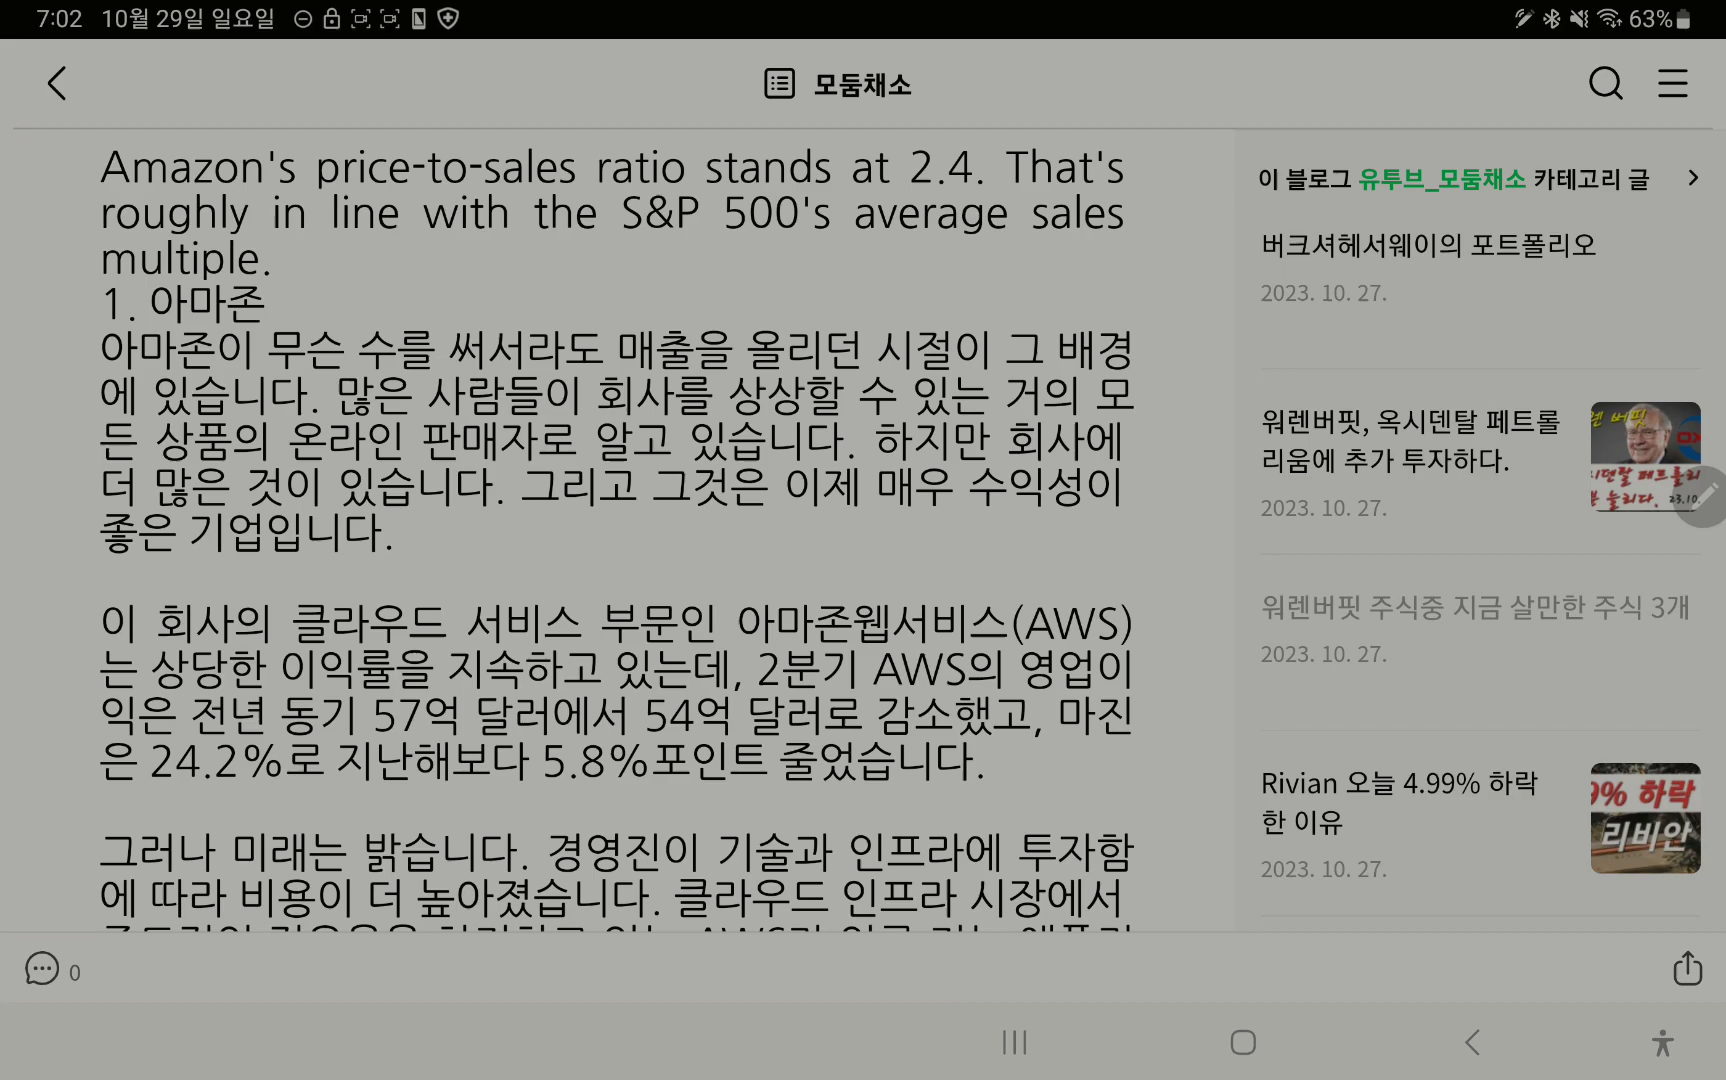 7:02 10월 29일 일요일
63%
모둠채소
Amazon's price-to-sales ratio stands at 2.4. That's
roughly in line with the S&P 500's average sales
multiple.
1. 아마존
아마존이 무슨 수를 써서라도 매출을 올리던 시절이 그 배경
에 있습니다. 많은 사람들이 회사를 상상할 수 있는 거의 모
든 상품의 온라인 판매자로 알고 있습니다. 하지만 회사에
더 많은 것이 있습니다. 그리고 그것은 이제 매우 수익성이
좋은 기업입니다.
이 회사의 클라우드 서비스 부문인 아마존웹서비스(AWS)
는 상당한 이익률을 지속하고 있는데, 2분기 AWS의 영업이
익은 전년 동기 57억 달러에서 54억 달러로 감소했고, 마진
은 24.2%로 지난해보다 5.8%포인트 줄었습니다.
그러나 미래는 밝습니다. 경영진이 기술과 인프라에 투자함
에 따라 비용이 더 높아졌습니다. 클라우드 인프라 시장에서
0
이 블로그 유투브_모둠채소 카테고리 글
버크셔헤서웨이의 포트폴리오
2023. 10. 27.
워렌버핏, 옥시덴탈 페트롤
리움에 추가 투자하다.
2023. 10. 27.
워렌버핏 주식중 지금 살만한 주식 3개
2023. 10. 27.
Rivian 오늘 4.99% 하락
한 이유
2023. 10. 27.
9% 하락
리비안